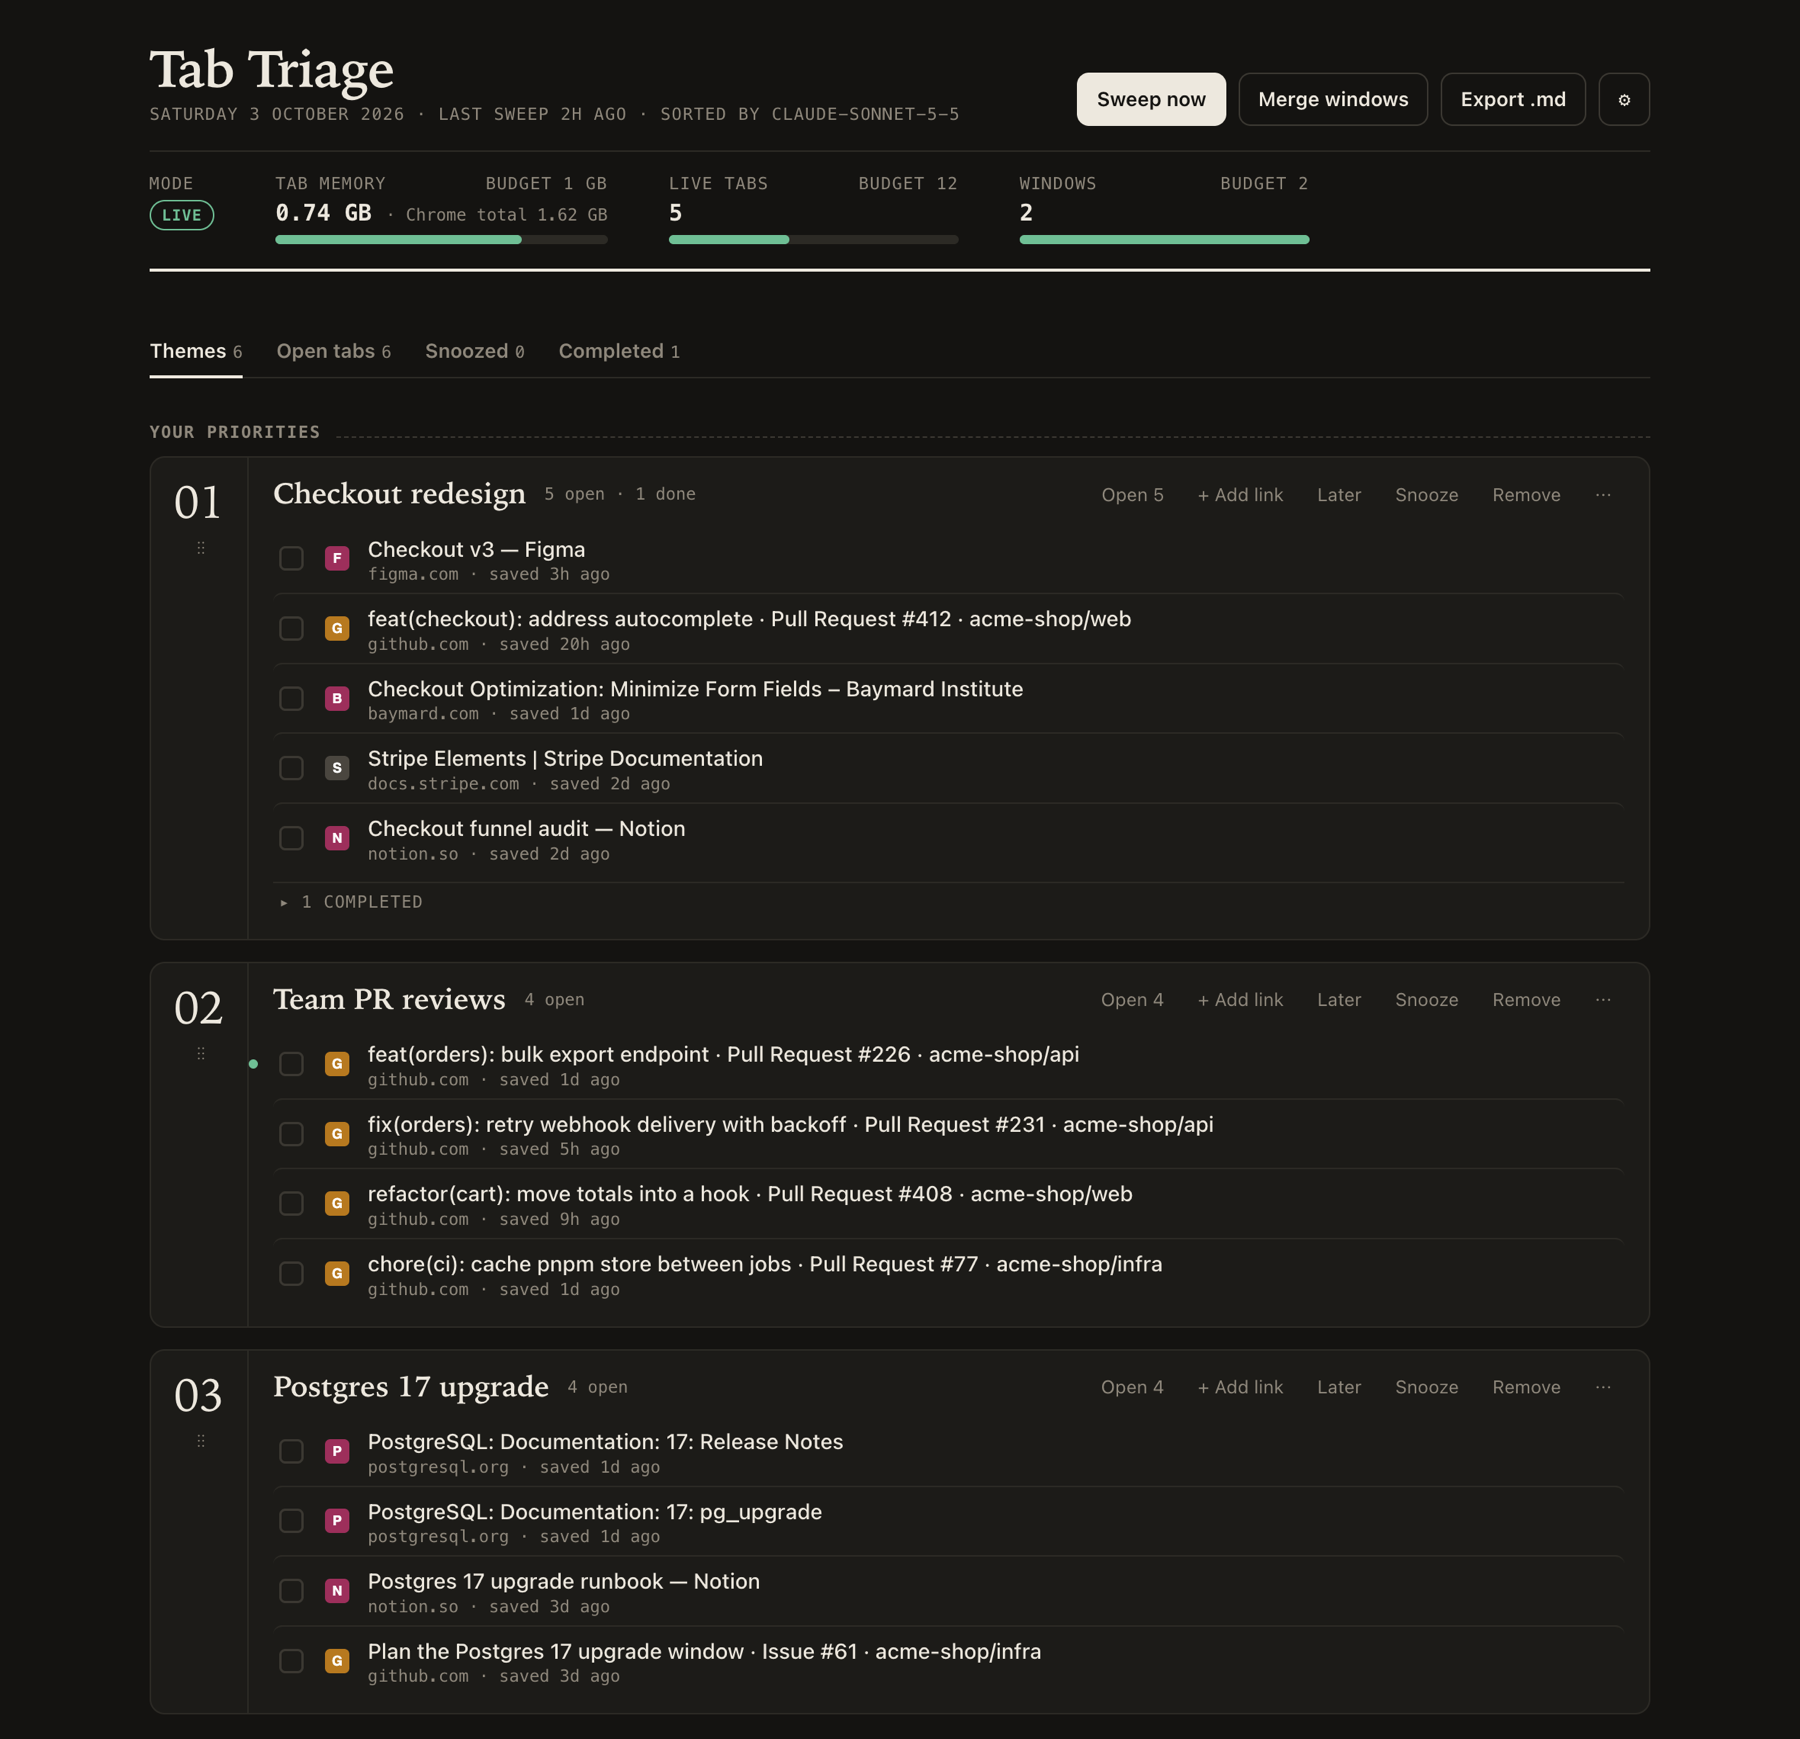 Tab Triage
SATURDAY 3 OCTOBER 2026 · LAST SWEEP 2H AGO · SORTED BY CLAUDE-SONNET-5-5
Sweep now
Merge windows
Export .md
MODE
LIVE
TAB MEMORY BUDGET 1 GB
0.74 GB · Chrome total 1.62 GB
LIVE TABS BUDGET 12
5
WINDOWS BUDGET 2
2
Themes 6
Open tabs 6
Snoozed 0
Completed 1
YOUR PRIORITIES
01
Checkout redesign 5 open · 1 done
Open 5 + Add link Later Snooze Remove ···
F Checkout v3 — Figma
figma.com · saved 3h ago
G feat(checkout): address autocomplete · Pull Request #412 · acme-shop/web
github.com · saved 20h ago
B Checkout Optimization: Minimize Form Fields – Baymard Institute
baymard.com · saved 1d ago
S Stripe Elements | Stripe Documentation
docs.stripe.com · saved 2d ago
N Checkout funnel audit — Notion
notion.so · saved 2d ago
▸ 1 COMPLETED
02
Team PR reviews 4 open
Open 4 + Add link Later Snooze Remove ···
G feat(orders): bulk export endpoint · Pull Request #226 · acme-shop/api
github.com · saved 1d ago
G fix(orders): retry webhook delivery with backoff · Pull Request #231 · acme-shop/api
github.com · saved 5h ago
G refactor(cart): move totals into a hook · Pull Request #408 · acme-shop/web
github.com · saved 9h ago
G chore(ci): cache pnpm store between jobs · Pull Request #77 · acme-shop/infra
github.com · saved 1d ago
03
Postgres 17 upgrade 4 open
Open 4 + Add link Later Snooze Remove ···
P PostgreSQL: Documentation: 17: Release Notes
postgresql.org · saved 1d ago
P PostgreSQL: Documentation: 17: pg_upgrade
postgresql.org · saved 1d ago
N Postgres 17 upgrade runbook — Notion
notion.so · saved 3d ago
G Plan the Postgres 17 upgrade window · Issue #61 · acme-shop/infra
github.com · saved 3d ago